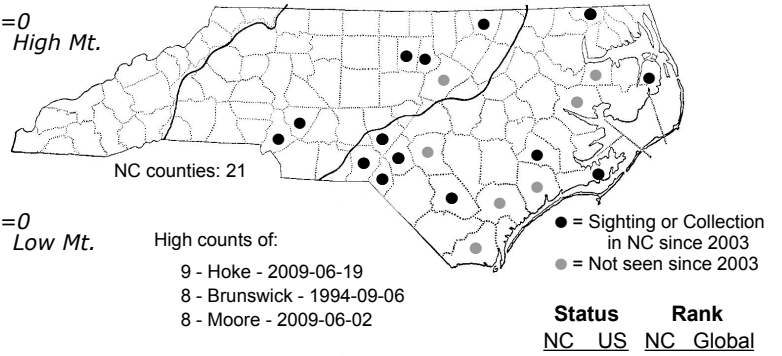 =0
High Mt.
NC counties: 21
=0
Low Mt.
High counts of:
9 - Hoke - 2009-06-19
8 - Brunswick - 1994-09-06
8 - Moore - 2009-06-02
= Sighting or Collection
in NC since 2003
= Not seen since 2003
Status Rank
NC US NC Global